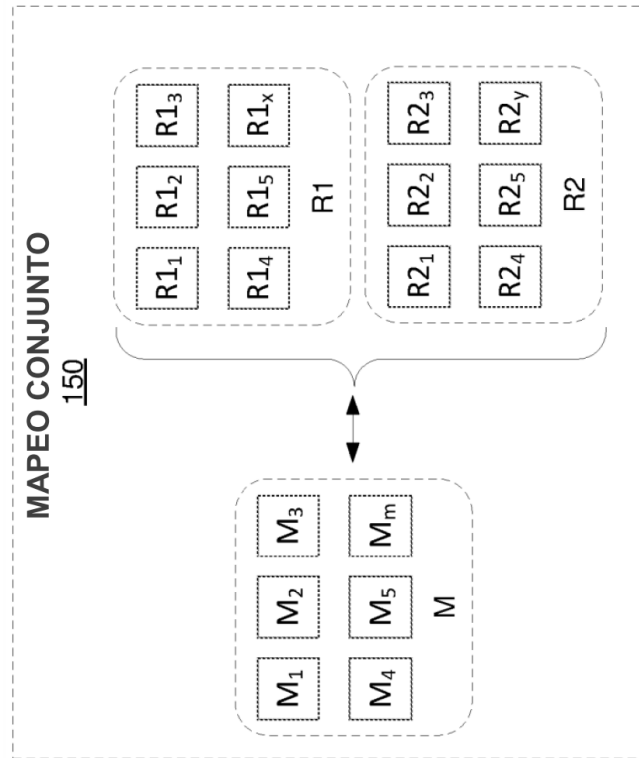 MAPEO CONJUNTO
150
M₁ M₂ M₃
M₄ M₅ Mₘ
M
R1₁ R1₂ R1₃
R1₄ R1₅ R1ₓ
R1
R2₁ R2₂ R2₃
R2₄ R2₅ R2y
R2